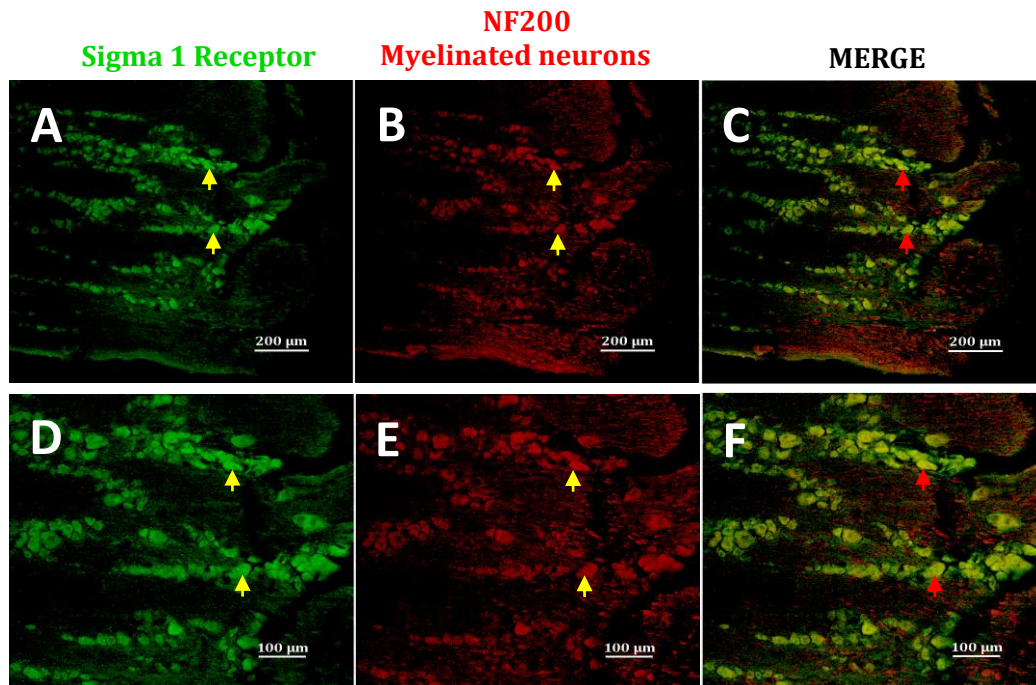 NF200
Sigma 1 Receptor Myelinated neurons MERGE
A B C
200 µm 200 µm 200 µm
D E F
100 µm 100 µm 100 µm